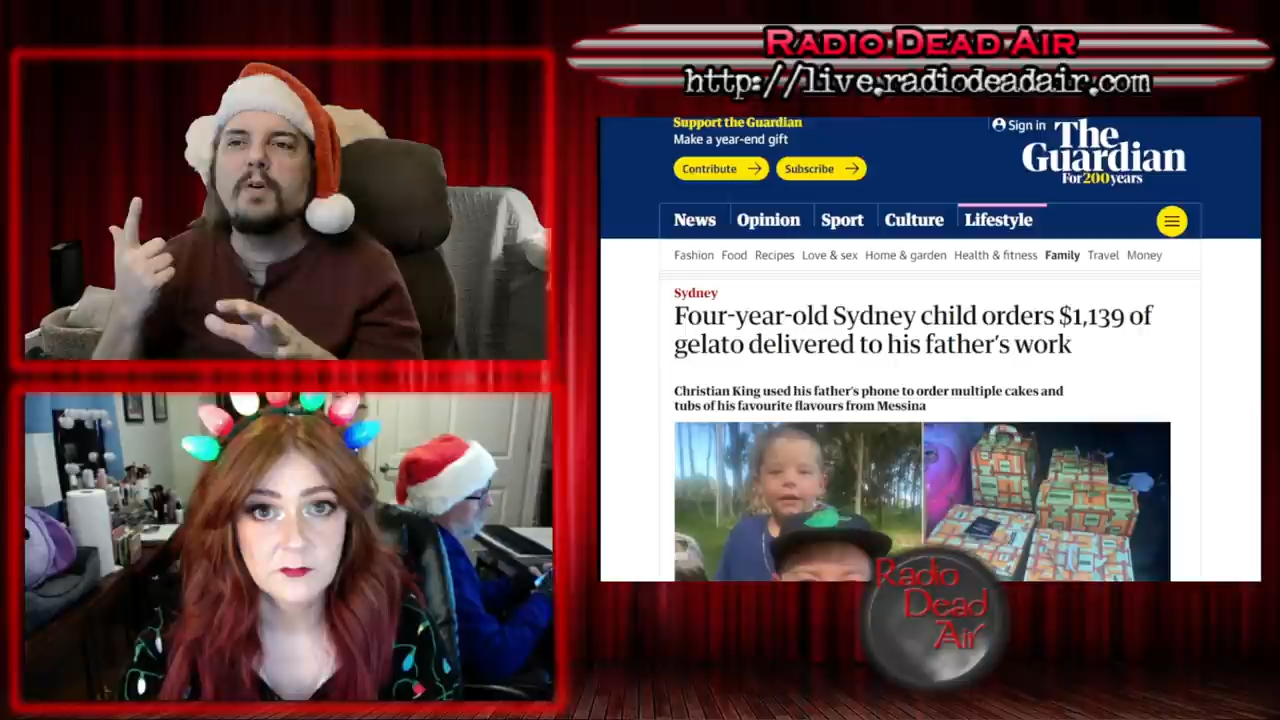 Radio Dead Air
http://live.radiodeadair.com
Support the Guardian
Make a year-end gift
Contribute →
Subscribe →
Sign in
The
Guardian
For 200 years
News
Opinion
Sport
Culture
Lifestyle
Fashion Food Recipes Love & sex Home & garden Health & fitness Family Travel Money
Sydney
Four-year-old Sydney child orders $1,139 of
gelato delivered to his father's work
Christian King used his father's phone to order multiple cakes and
tubs of his favourite flavours from Messina
Radio
Dead
Air